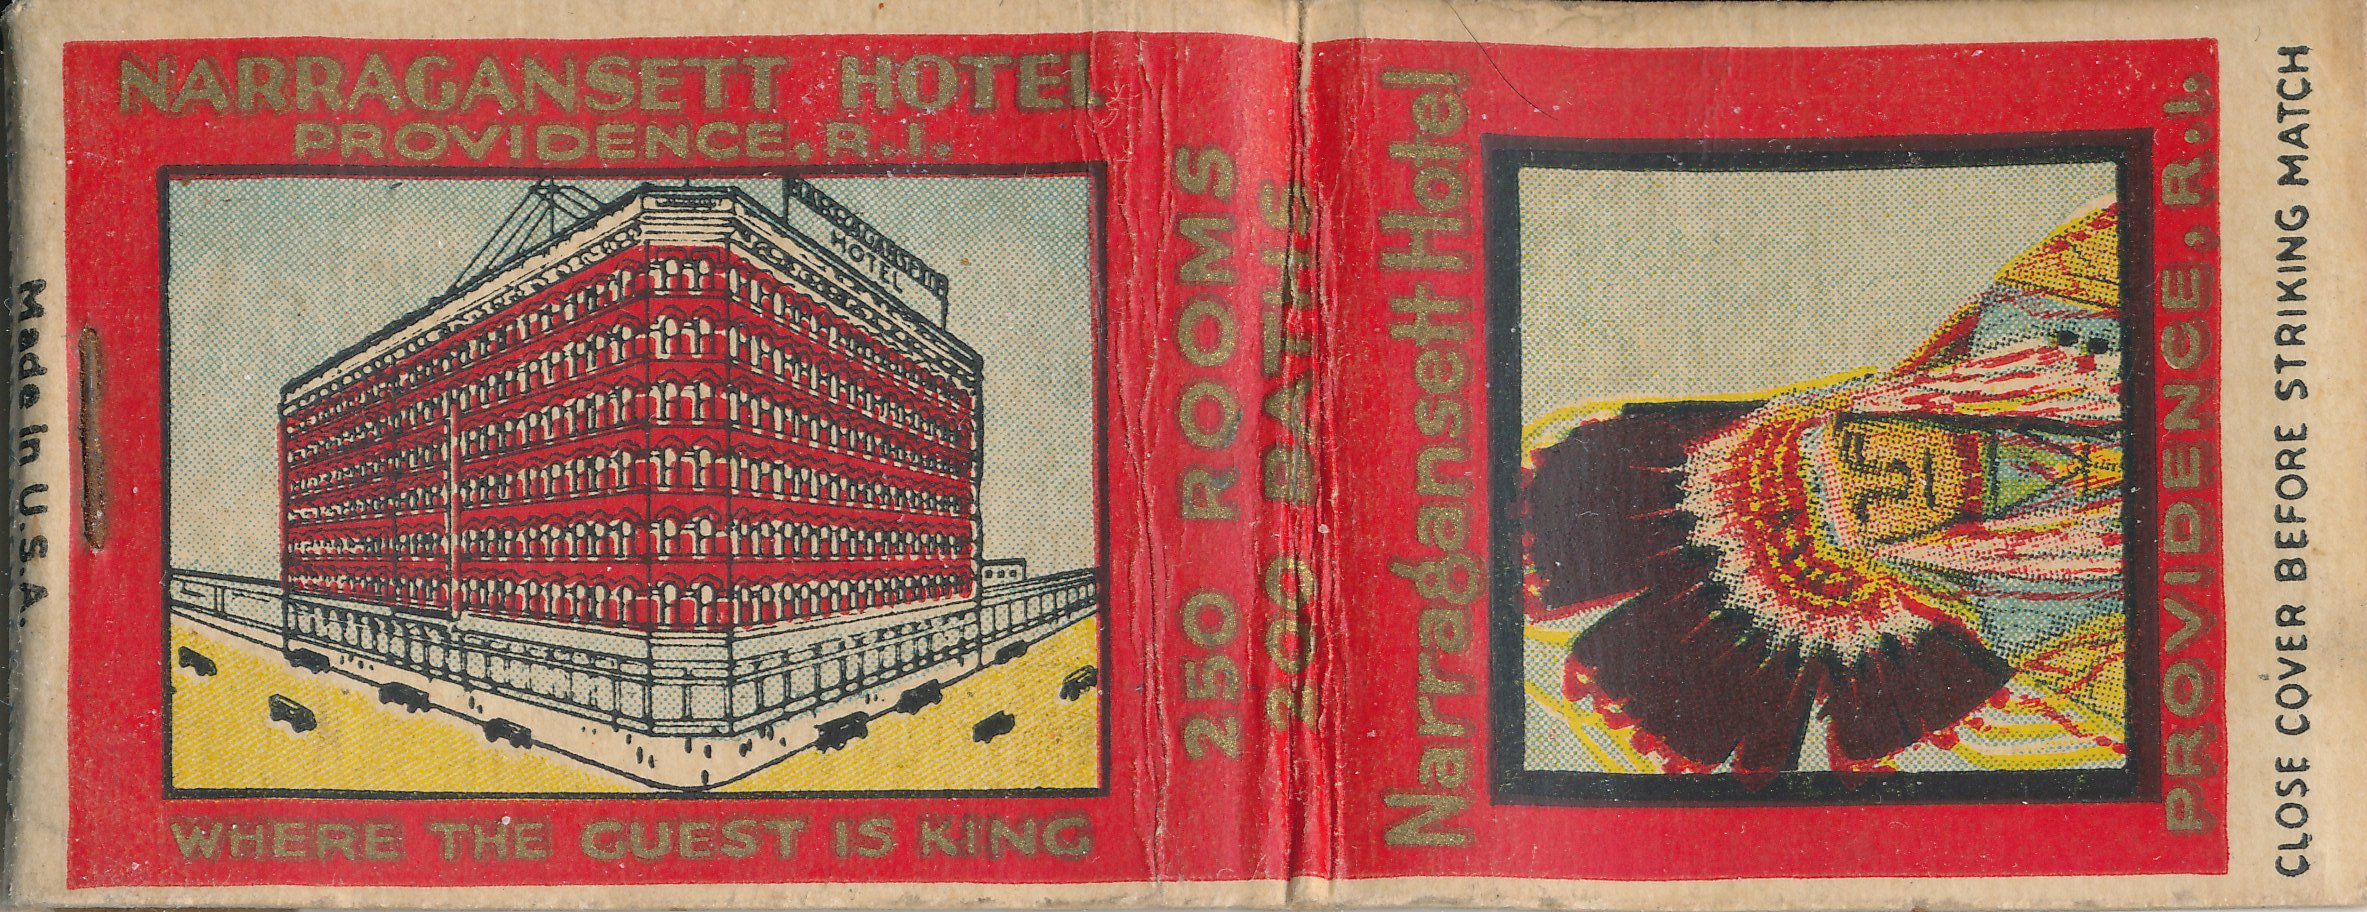 Made in U.S.A.
NARRAGANSETT HOTEL
PROVIDENCE, R.I.
NARRAGANSETT
HOTEL
WHERE THE GUEST IS KING
250 ROOMS
200 BATHS
Narragansett Hotel
PROVIDENCE, R.I.
CLOSE COVER BEFORE STRIKING MATCH